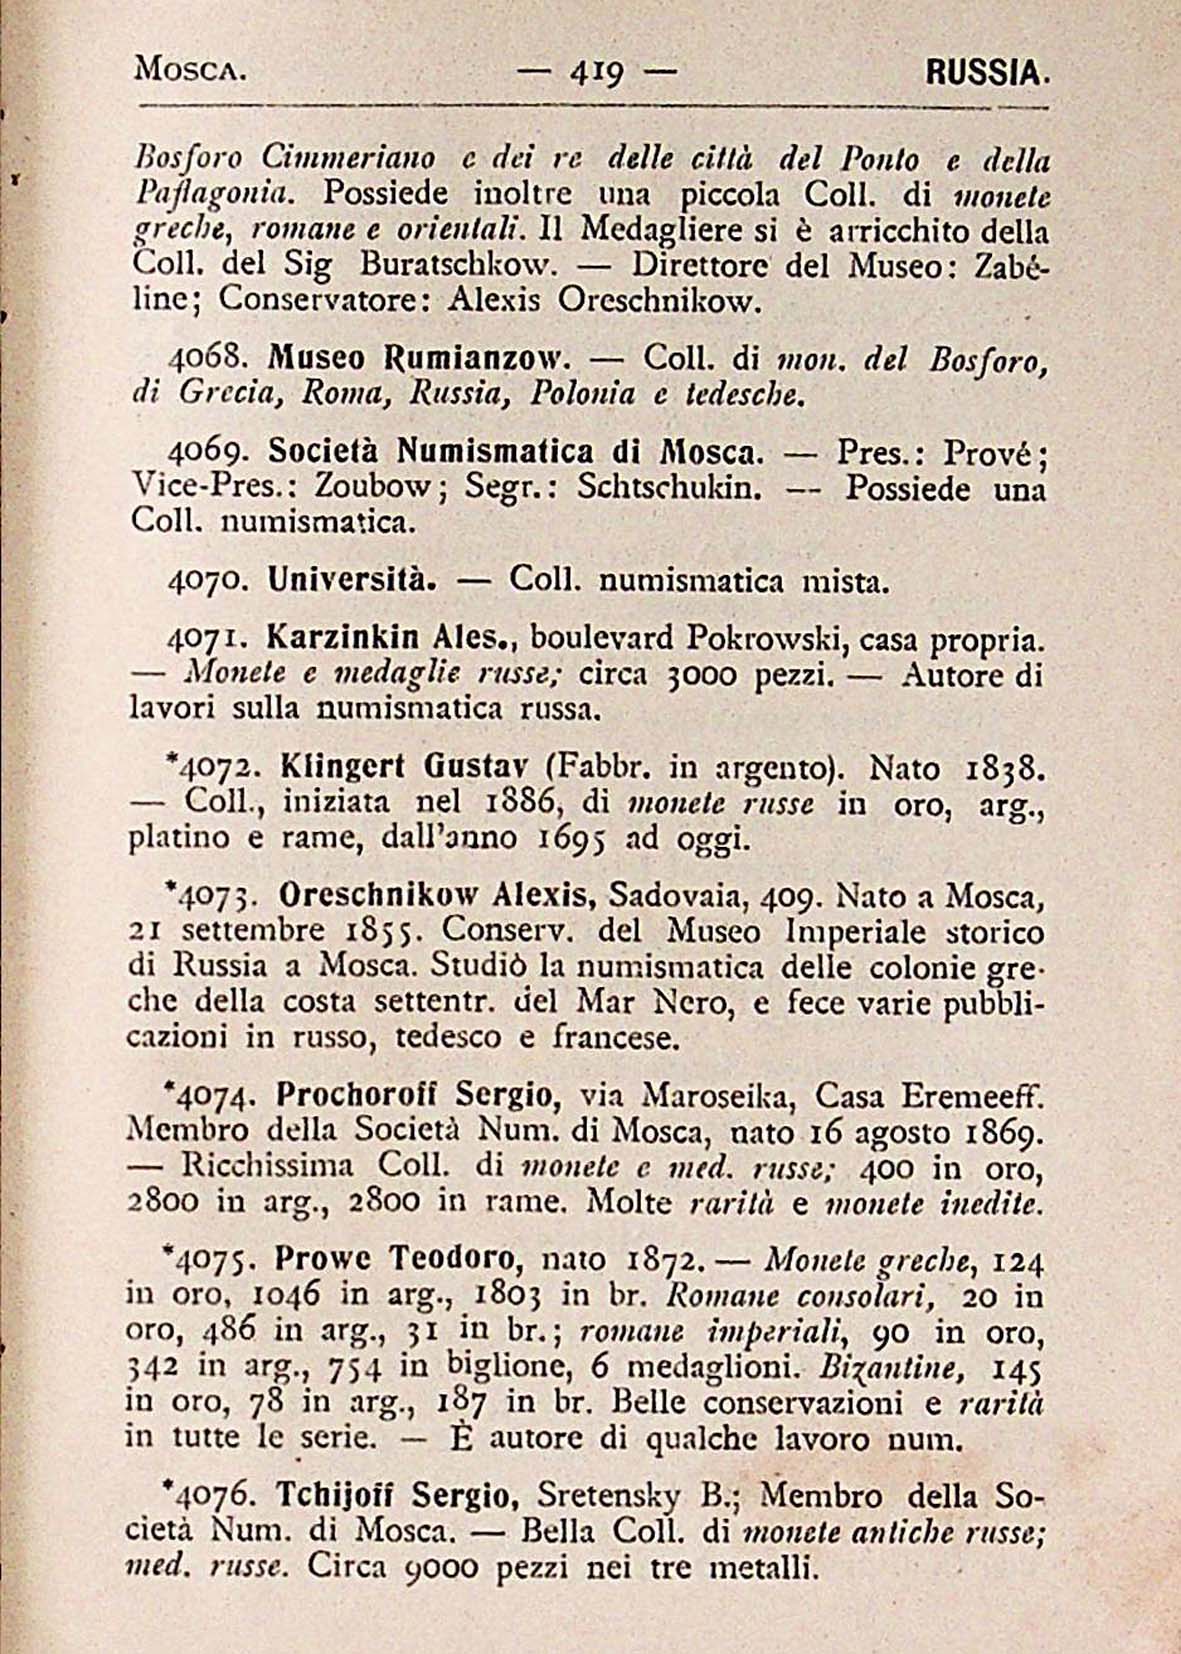 MOSCA. — 419 — RUSSIA.
Bosforo Cimmeriano e dei re delle città del Ponto e della
Paflagonia. Possiede inoltre una piccola Coll. di monete
greche, romane e orientali. Il Medagliere si è arricchito della
Coll. del Sig Buratschkow. — Direttore del Museo: Zabé-
line; Conservatore: Alexis Oreschnikow.
4068. Museo Rumianzow. — Coll. di mon. del Bosforo,
di Grecia, Roma, Russia, Polonia e tedesche.
4069. Società Numismatica di Mosca. — Pres.: Prové;
Vice-Pres.: Zoubow; Segr.: Schtschukin. — Possiede una
Coll. numismatica.
4070. Università. — Coll. numismatica mista.
4071. Karzinkin Ales., boulevard Pokrowski, casa propria.
— Monete e medaglie russe; circa 3000 pezzi. — Autore di
lavori sulla numismatica russa.
*4072. Klingert Gustav (Fabbr. in argento). Nato 1838.
— Coll., iniziata nel 1886, di monete russe in oro, arg.,
platino e rame, dall'anno 1695 ad oggi.
*4073. Oreschnikow Alexis, Sadovaia, 409. Nato a Mosca,
21 settembre 1855. Conserv. del Museo Imperiale storico
di Russia a Mosca. Studiò la numismatica delle colonie gre-
che della costa settentr. del Mar Nero, e fece varie pubbli-
cazioni in russo, tedesco e francese.
*4074. Prochoroff Sergio, via Maroseika, Casa Eremeeff.
Membro della Società Num. di Mosca, nato 16 agosto 1869.
— Ricchissima Coll. di monete e med. russe; 400 in oro,
2800 in arg., 2800 in rame. Molte rarità e monete inedite.
*4075. Prowe Teodoro, nato 1872. — Monete greche, 124
in oro, 1046 in arg., 1803 in br. Romane consolari, 20 in
oro, 486 in arg., 31 in br.; romane imperiali, 90 in oro,
342 in arg., 754 in biglione, 6 medaglioni. Bizantine, 145
in oro, 78 in arg., 187 in br. Belle conservazioni e rarità
in tutte le serie. — È autore di qualche lavoro num.
*4076. Tchijoff Sergio, Sretensky B.; Membro della So-
cietà Num. di Mosca. — Bella Coll. di monete antiche russe;
med. russe. Circa 9000 pezzi nei tre metalli.